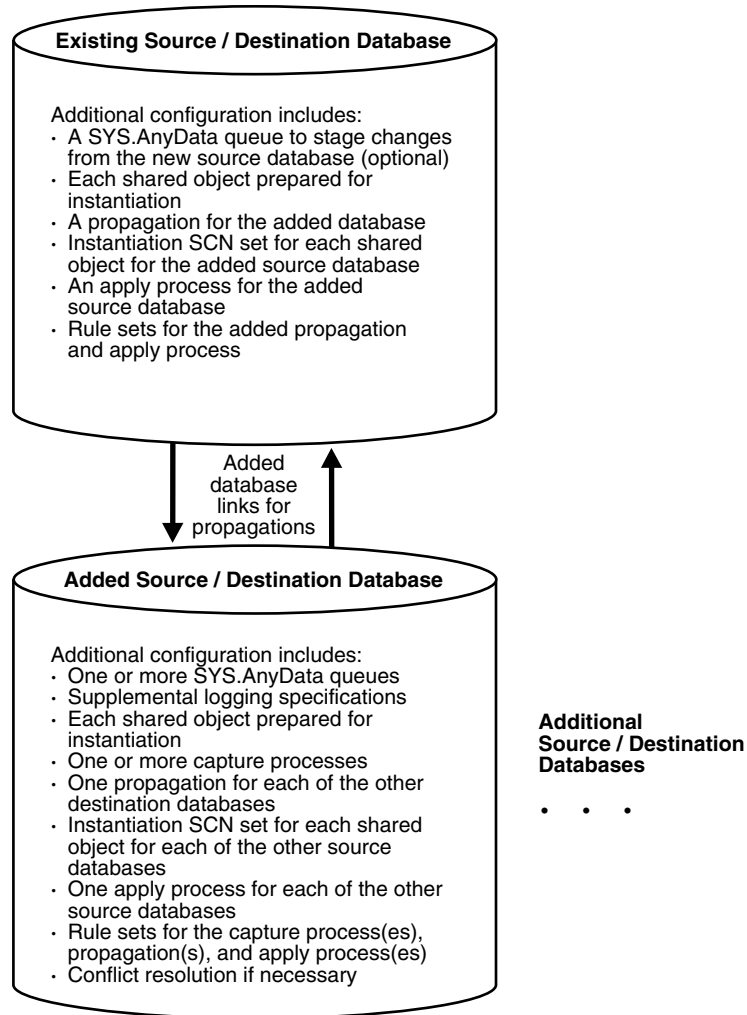 Existing Source / Destination Database
Additional configuration includes:
· A SYS.AnyData queue to stage changes
from the new source database (optional)
· Each shared object prepared for
instantiation
· A propagation for the added database
· Instantiation SCN set for each shared
object for the added source database
· An apply process for the added
source database
· Rule sets for the added propagation
and apply process
Added
database
links for
propagations
Added Source / Destination Database
Additional configuration includes:
· One or more SYS.AnyData queues
· Supplemental logging specifications
· Each shared object prepared for
instantiation
· One or more capture processes
· One propagation for each of the other
destination databases
· Instantiation SCN set for each shared
object for each of the other source
databases
· One apply process for each of the other
source databases
· Rule sets for the capture process(es),
propagation(s), and apply process(es)
· Conflict resolution if necessary
Additional
Source / Destination
Databases
. . .